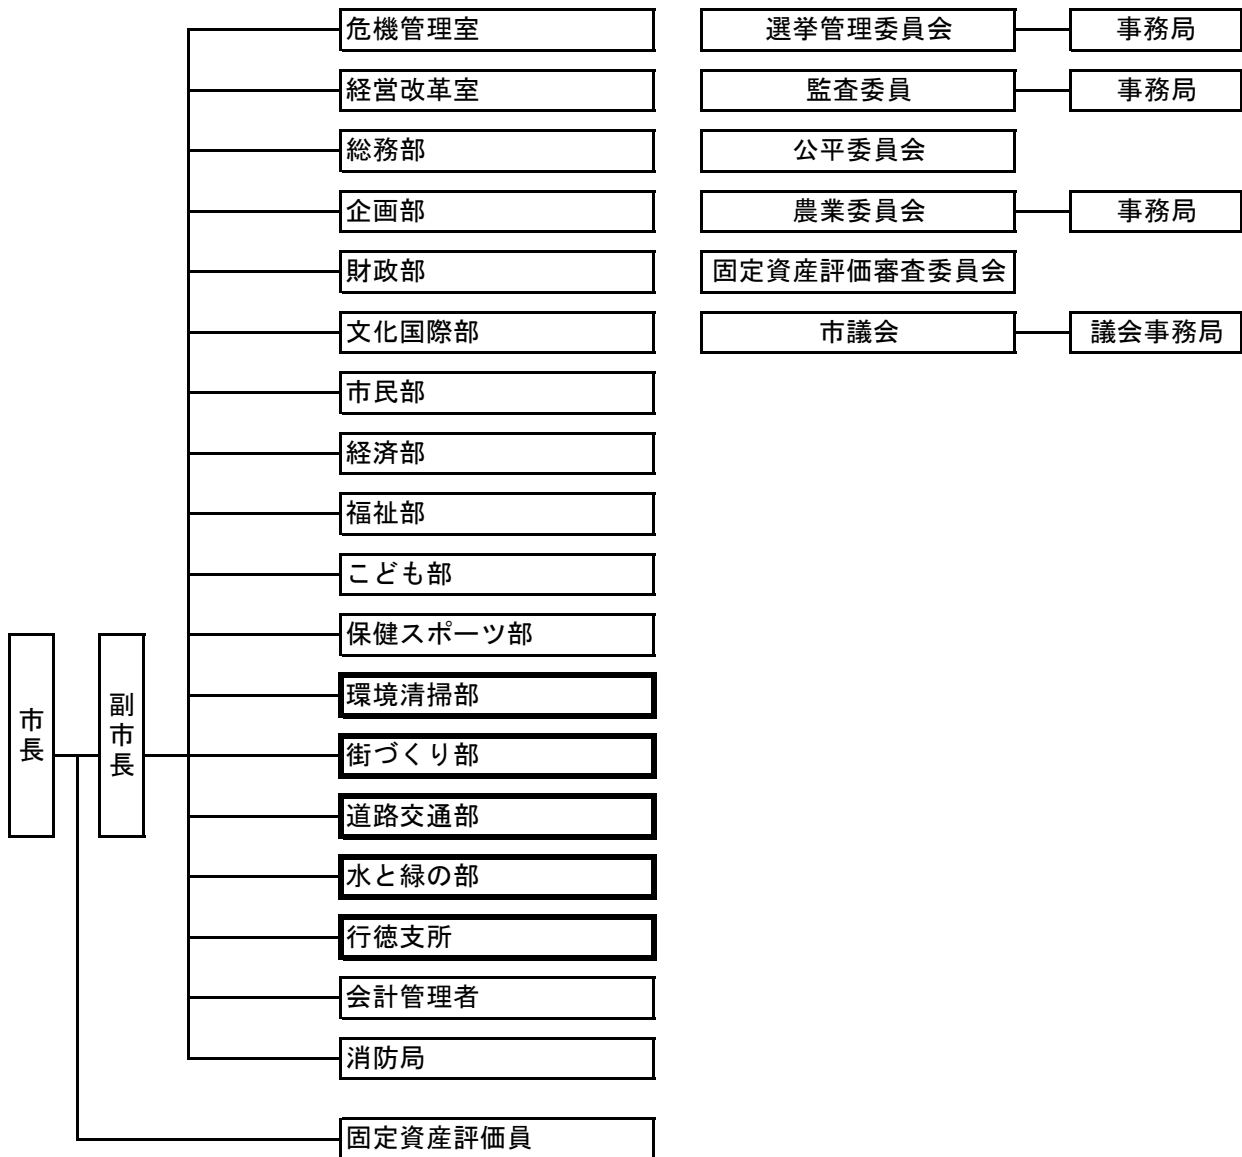 危機管理室
選挙管理委員会
事務局
経営改革室
監査委員
事務局
総務部
公平委員会
企画部
農業委員会
事務局
財政部
固定資産評価審査委員会
文化国際部
市議会
議会事務局
市民部
経済部
福祉部
こども部
保健スポーツ部
環境清掃部
市長
副市長
街づくり部
道路交通部
水と緑の部
行徳支所
会計管理者
消防局
固定資産評価員